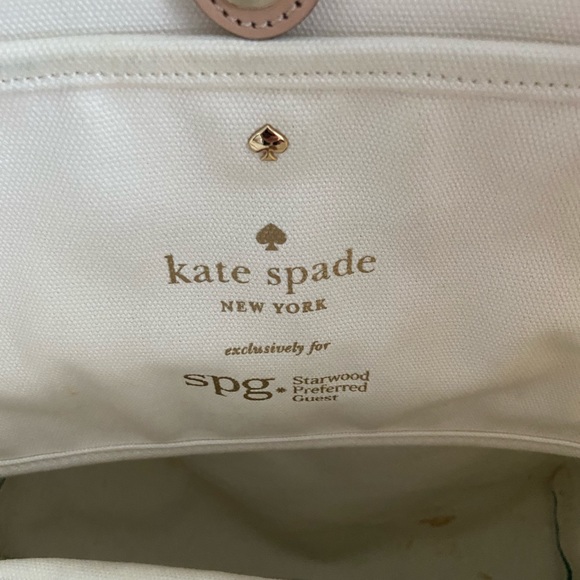 kate spade
NEW YORK
exclusively for
spg. Starwood
Preferred
Guest